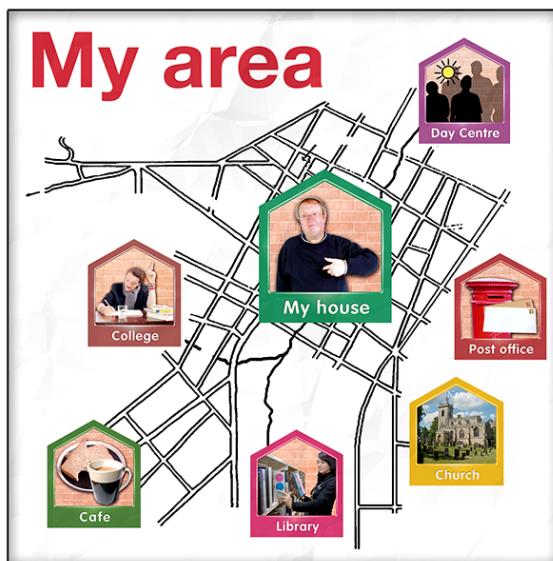 My area
Day Centre
My house
College
Post office
Church
Cafe
Library